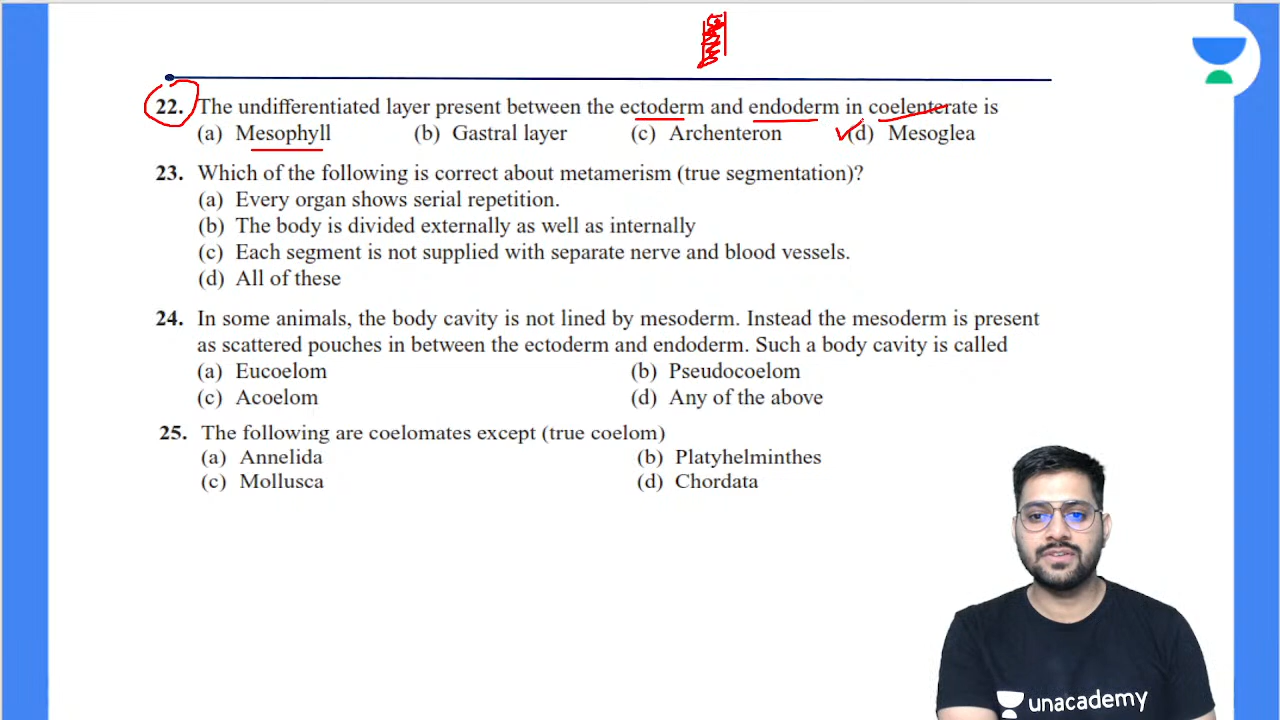 22. The undifferentiated layer present between the ectoderm and endoderm in coelenterate is
(a) Mesophyll (b) Gastral layer (c) Archenteron (d) Mesoglea
23. Which of the following is correct about metamerism (true segmentation)?
(a) Every organ shows serial repetition.
(b) The body is divided externally as well as internally
(c) Each segment is not supplied with separate nerve and blood vessels.
(d) All of these
24. In some animals, the body cavity is not lined by mesoderm. Instead the mesoderm is present
as scattered pouches in between the ectoderm and endoderm. Such a body cavity is called
(a) Eucoelom (b) Pseudocoelom
(c) Acoelom (d) Any of the above
25. The following are coelomates except (true coelom)
(a) Annelida (b) Platyhelminthes
(c) Mollusca (d) Chordata
unacademy